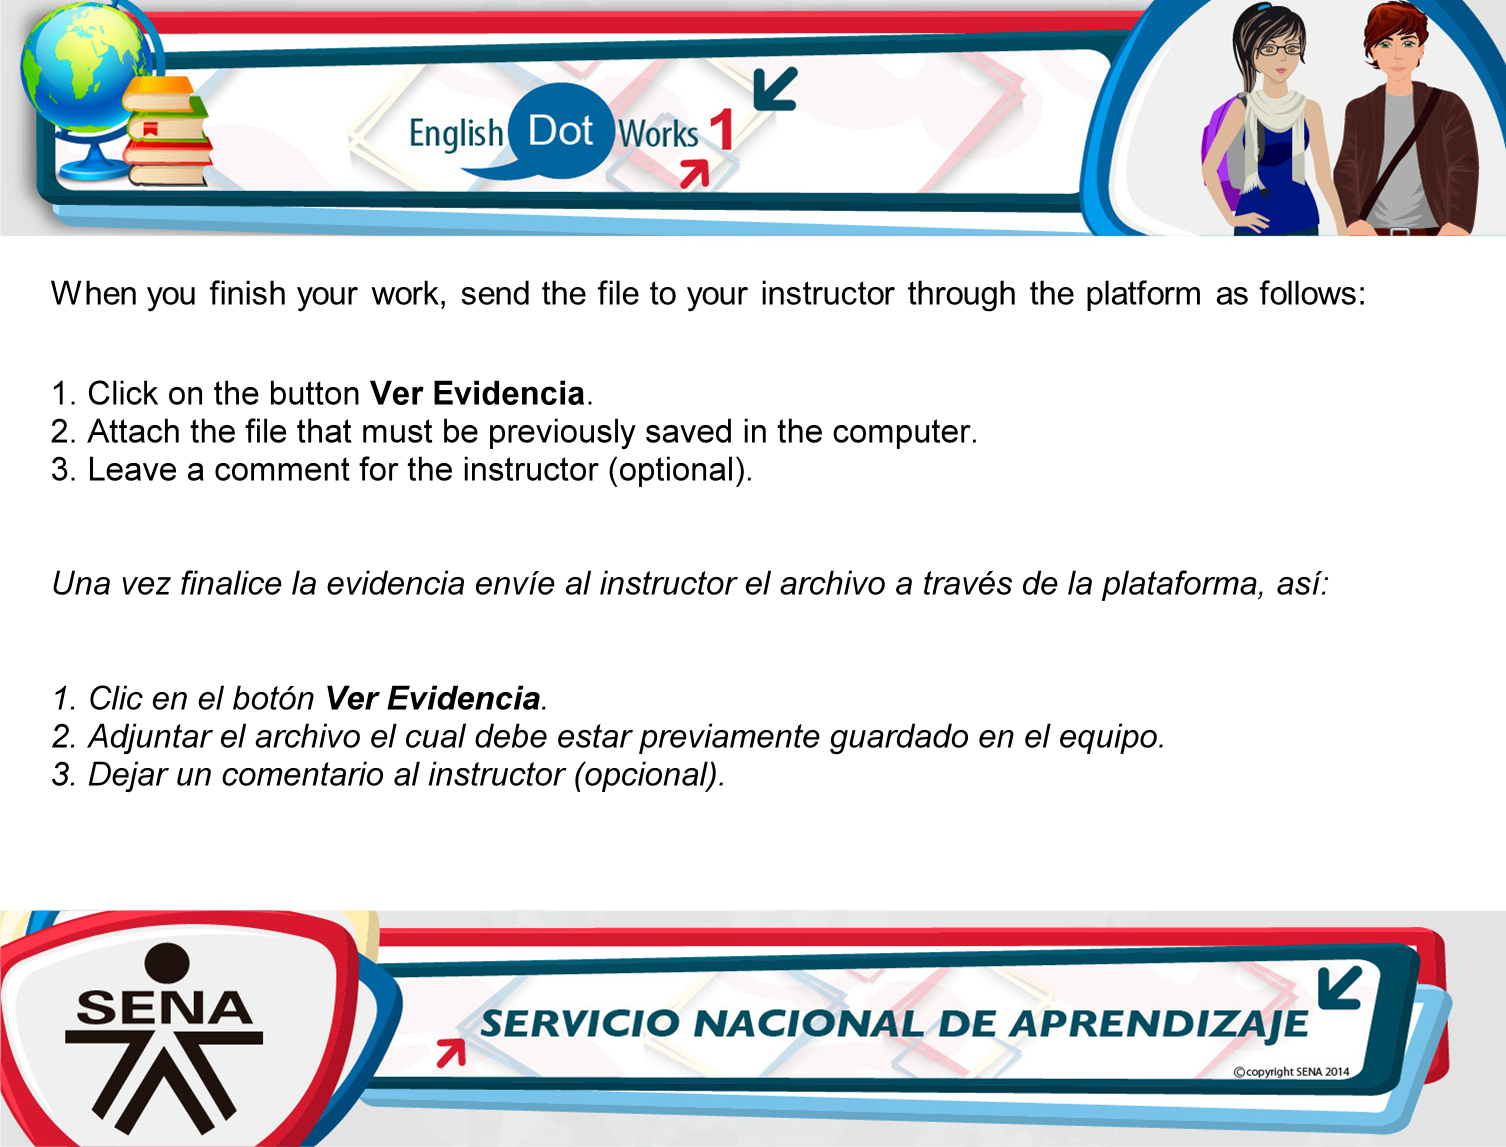 English Dot Works 1
When you finish your work, send the file to your instructor through the platform as follows:
1. Click on the button Ver Evidencia.
2. Attach the file that must be previously saved in the computer.
3. Leave a comment for the instructor (optional).
Una vez finalice la evidencia envíe al instructor el archivo a través de la plataforma, así:
1. Clic en el botón Ver Evidencia.
2. Adjuntar el archivo el cual debe estar previamente guardado en el equipo.
3. Dejar un comentario al instructor (opcional).
SENA
SERVICIO NACIONAL DE APRENDIZAJE
©copyright SENA 2014